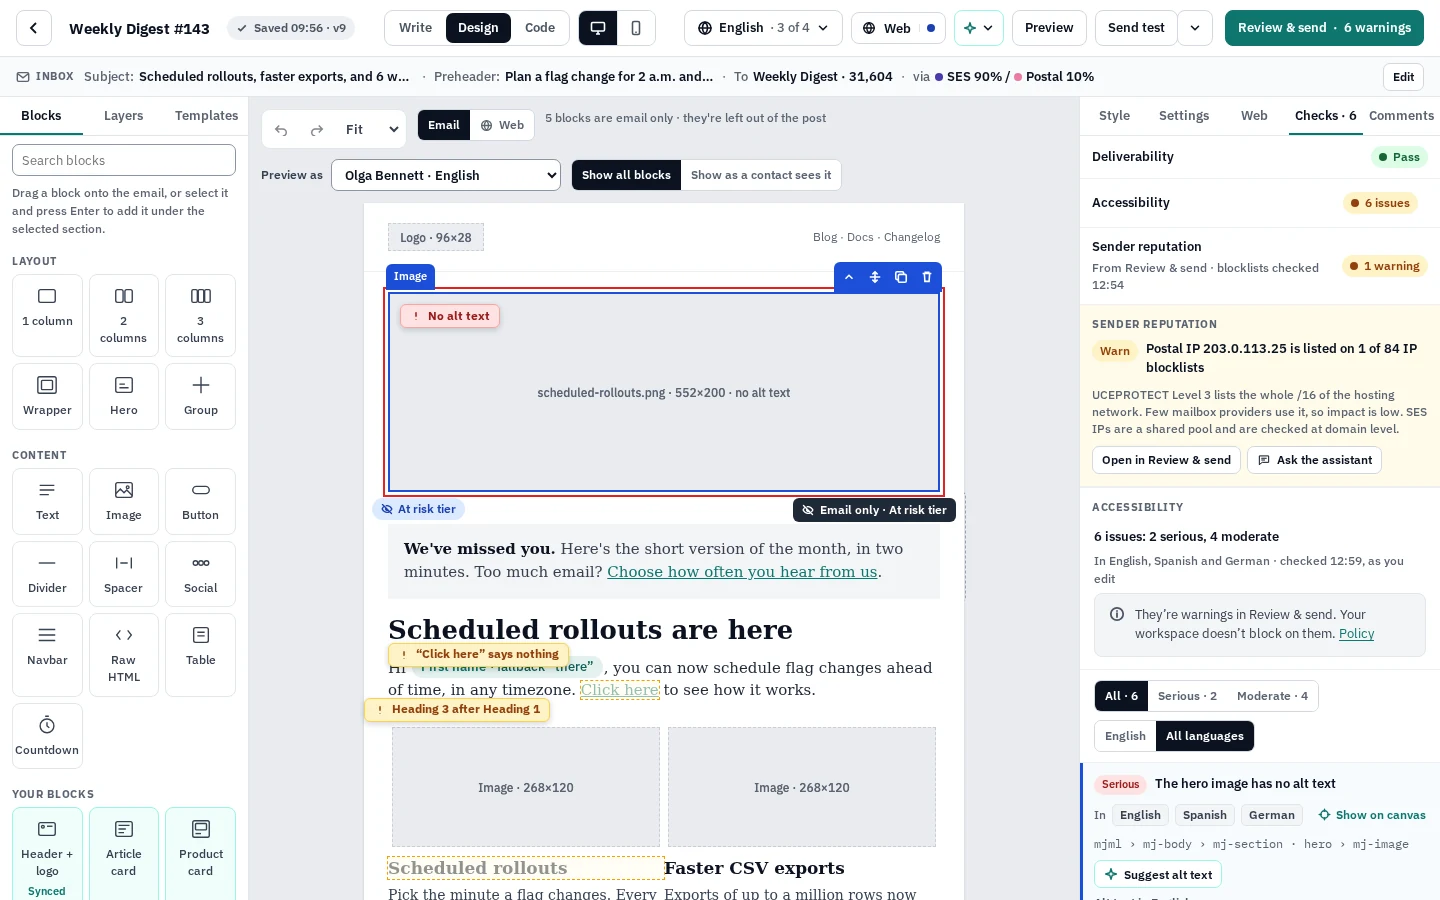 Weekly Digest #143
Saved 09:56 · v9
Write
Design
Code
English · 3 of 4
Web
Preview
Send test
Review & send · 6 warnings
INBOX
Subject: Scheduled rollouts, faster exports, and 6 w... · Preheader: Plan a flag change for 2 a.m. and... · To Weekly Digest · 31,604 · via SES 90% / Postal 10%
Edit
Blocks
Layers
Templates
Search blocks
Drag a block onto the email, or select it
and press Enter to add it under the
selected section.
LAYOUT
1 column
2
columns
3
columns
Wrapper
Hero
Group
CONTENT
Text
Image
Button
Divider
Spacer
Social
Navbar
Raw
HTML
Table
Countdown
YOUR BLOCKS
Header +
logo
Synced
Article
card
Product
card
Fit
Email
Web
5 blocks are email only · they're left out of the post
Preview as
Olga Bennett · English
Show all blocks
Show as a contact sees it
Logo · 96×28
Blog · Docs · Changelog
Image
! No alt text
scheduled-rollouts.png · 552×200 · no alt text
At risk tier
Email only · At risk tier
We've missed you. Here's the short version of the month, in two
minutes. Too much email? Choose how often you hear from us.
Scheduled rollouts are here
! “Click here” says nothing
Hi First name · fallback “there” , you can now schedule flag changes ahead
of time, in any timezone. Click here to see how it works.
! Heading 3 after Heading 1
Image · 268×120
Image · 268×120
Scheduled rollouts
Faster CSV exports
Pick the minute a flag changes. Every
Exports of up to a million rows now
Style
Settings
Web
Checks · 6
Comments
Deliverability
Pass
Accessibility
6 issues
Sender reputation
From Review & send · blocklists checked
12:54
1 warning
SENDER REPUTATION
Warn
Postal IP 203.0.113.25 is listed on 1 of 84 IP
blocklists
UCEPROTECT Level 3 lists the whole /16 of the hosting
network. Few mailbox providers use it, so impact is low. SES
IPs are a shared pool and are checked at domain level.
Open in Review & send
Ask the assistant
ACCESSIBILITY
6 issues: 2 serious, 4 moderate
In English, Spanish and German · checked 12:59, as you
edit
They’re warnings in Review & send. Your
workspace doesn’t block on them. Policy
All · 6
Serious · 2
Moderate · 4
English
All languages
Serious
The hero image has no alt text
In English Spanish German
Show on canvas
mjml › mj-body › mj-section · hero › mj-image
Suggest alt text